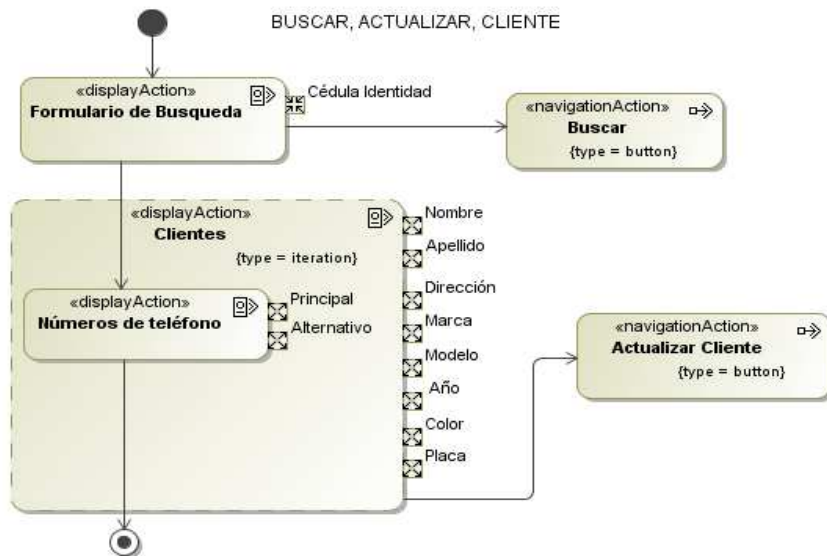 BUSCAR, ACTUALIZAR, CLIENTE
«displayAction»
Formulario de Busqueda
Cédula Identidad
«navigationAction»
Buscar
{type = button}
«displayAction»
Clientes
{type = iteration}
Nombre
Apellido
Dirección
Marca
Modelo
Año
Color
Placa
«displayAction»
Números de teléfono
Principal
Alternativo
«navigationAction»
Actualizar Cliente
{type = button}